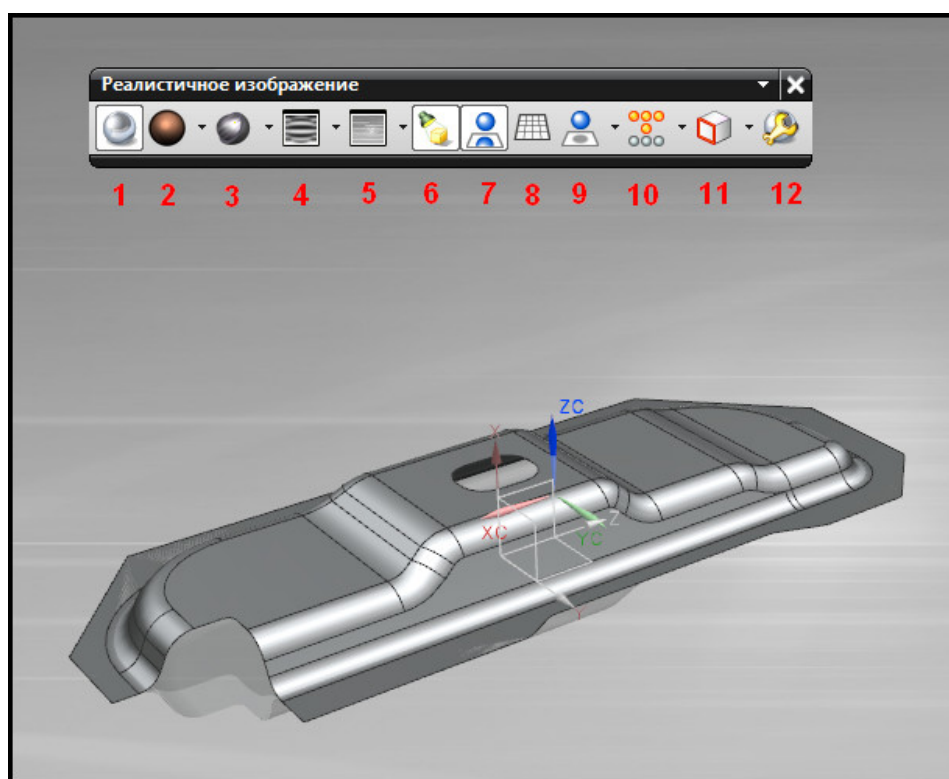 Реалистичное изображение
1 2 3 4 5 6 7 8 9 10 11 12
ZC
X
XC
Z
YC
Y